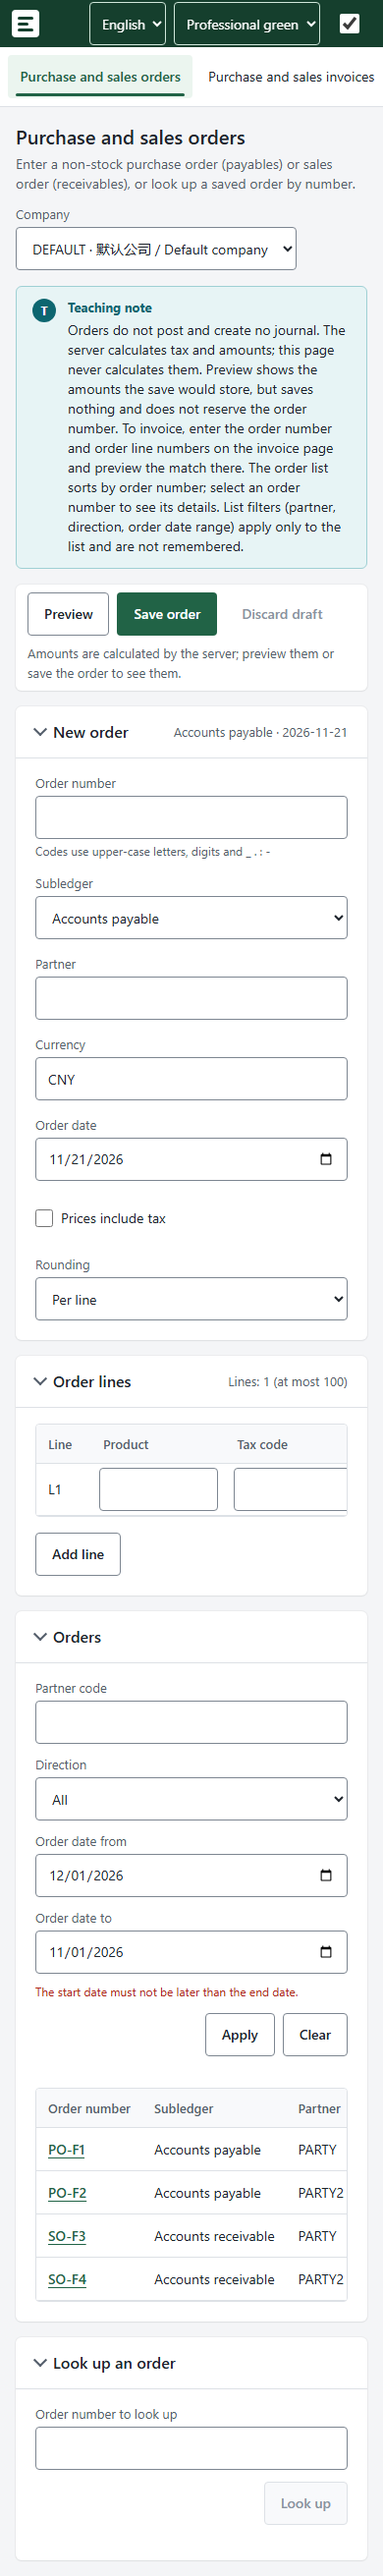 English
Professional green
Purchase and sales orders
Purchase and sales invoices
Purchase and sales orders
Enter a non-stock purchase order (payables) or sales
order (receivables), or look up a saved order by number.
Company
DEFAULT · 默认公司 / Default company
T
Teaching note
Orders do not post and create no journal. The
server calculates tax and amounts; this page
never calculates them. Preview shows the
amounts the save would store, but saves
nothing and does not reserve the order
number. To invoice, enter the order number
and order line numbers on the invoice page
and preview the match there. The order list
sorts by order number; select an order
number to see its details. List filters (partner,
direction, order date range) apply only to the
list and are not remembered.
Preview
Save order
Discard draft
Amounts are calculated by the server; preview them or
save the order to see them.
New order
Accounts payable · 2026-11-21
Order number
Codes use upper-case letters, digits and _ . : -
Subledger
Accounts payable
Partner
Currency
CNY
Order date
11/21/2026
Prices include tax
Rounding
Per line
Order lines
Lines: 1 (at most 100)
Line Product Tax code
L1
Add line
Orders
Partner code
Direction
All
Order date from
12/01/2026
Order date to
11/01/2026
The start date must not be later than the end date.
Apply
Clear
Order number Subledger Partner
PO-F1 Accounts payable PARTY
PO-F2 Accounts payable PARTY2
SO-F3 Accounts receivable PARTY
SO-F4 Accounts receivable PARTY2
Look up an order
Order number to look up
Look up